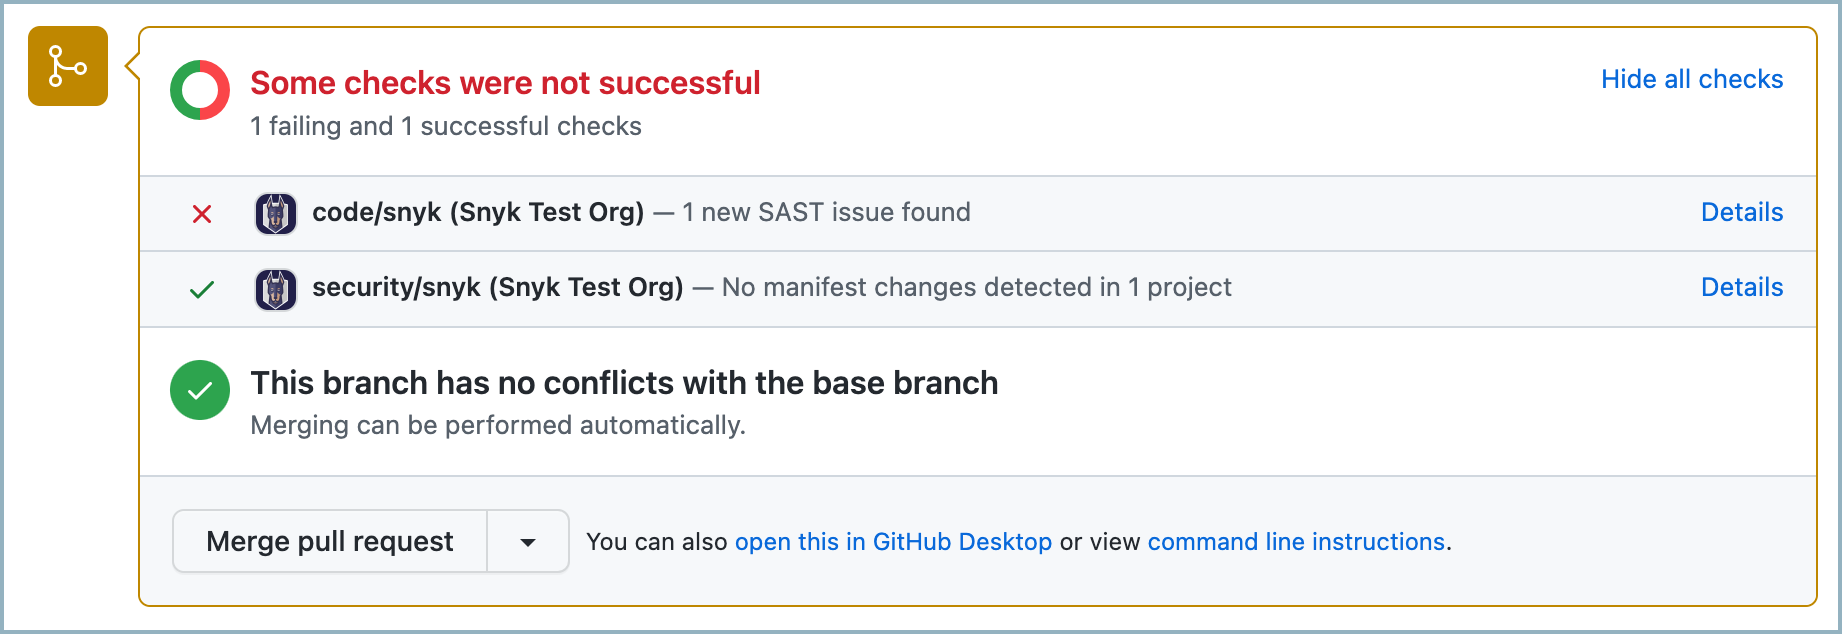 Some checks were not successful
Hide all checks
1 failing and 1 successful checks
code/snyk (Snyk Test Org) — 1 new SAST issue found
Details
security/snyk (Snyk Test Org) — No manifest changes detected in 1 project
Details
This branch has no conflicts with the base branch
Merging can be performed automatically.
Merge pull request
You can also open this in GitHub Desktop or view command line instructions.